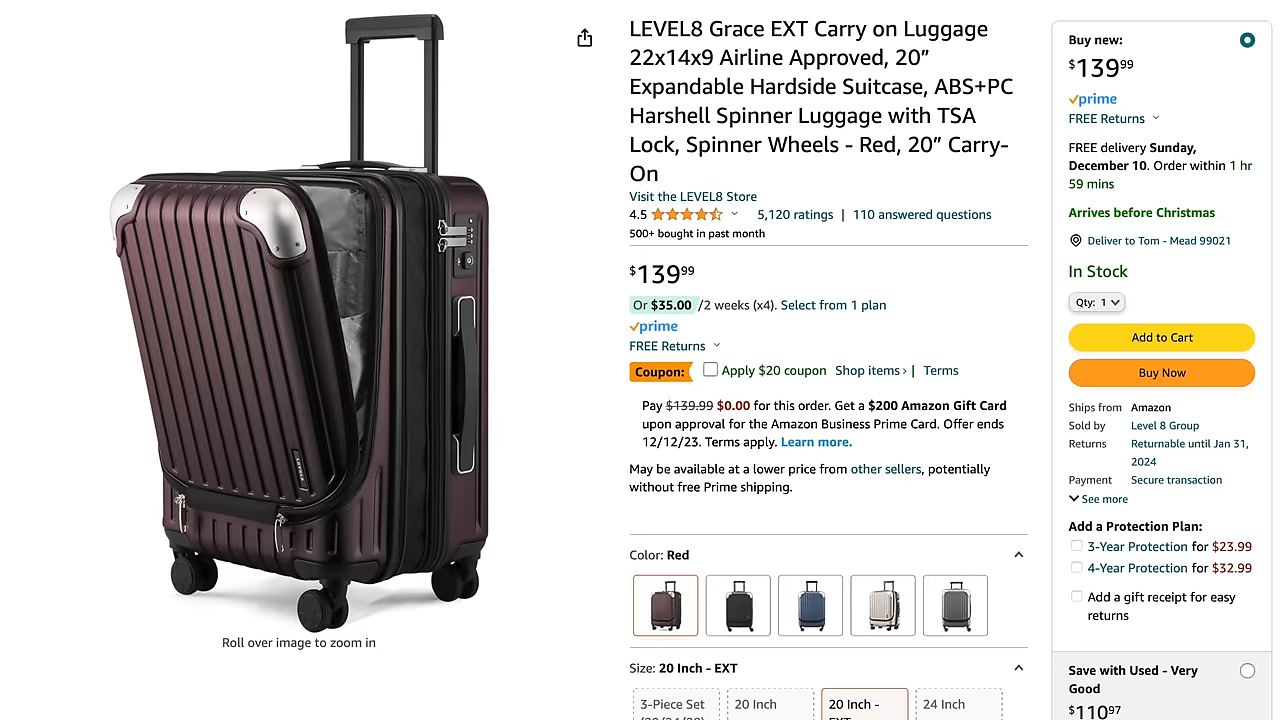 LEVEL8 Grace EXT Carry on Luggage
22x14x9 Airline Approved, 20”
Expandable Hardside Suitcase, ABS+PC
Harshell Spinner Luggage with TSA
Lock, Spinner Wheels - Red, 20” Carry-
On
Visit the LEVEL8 Store
4.5
5,120 ratings | 110 answered questions
500+ bought in past month
$139⁹⁹
Or $35.00 /2 weeks (x4). Select from 1 plan
prime
FREE Returns
Coupon: Apply $20 coupon Shop items › | Terms
Pay $139.99 $0.00 for this order. Get a $200 Amazon Gift Card
upon approval for the Amazon Business Prime Card. Offer ends
12/12/23. Terms apply. Learn more.
May be available at a lower price from other sellers, potentially
without free Prime shipping.
Color: Red
Size: 20 Inch - EXT
3-Piece Set
20 Inch
20 Inch -
24 Inch
Roll over image to zoom in
Buy new:
$139⁹⁹
prime
FREE Returns
FREE delivery Sunday,
December 10. Order within 1 hr
59 mins
Arrives before Christmas
Deliver to Tom - Mead 99021
In Stock
Qty: 1
Add to Cart
Buy Now
Ships from Amazon
Sold by Level 8 Group
Returns Returnable until Jan 31,
2024
Payment Secure transaction
See more
Add a Protection Plan:
3-Year Protection for $23.99
4-Year Protection for $32.99
Add a gift receipt for easy
returns
Save with Used - Very
Good
$110⁹⁷